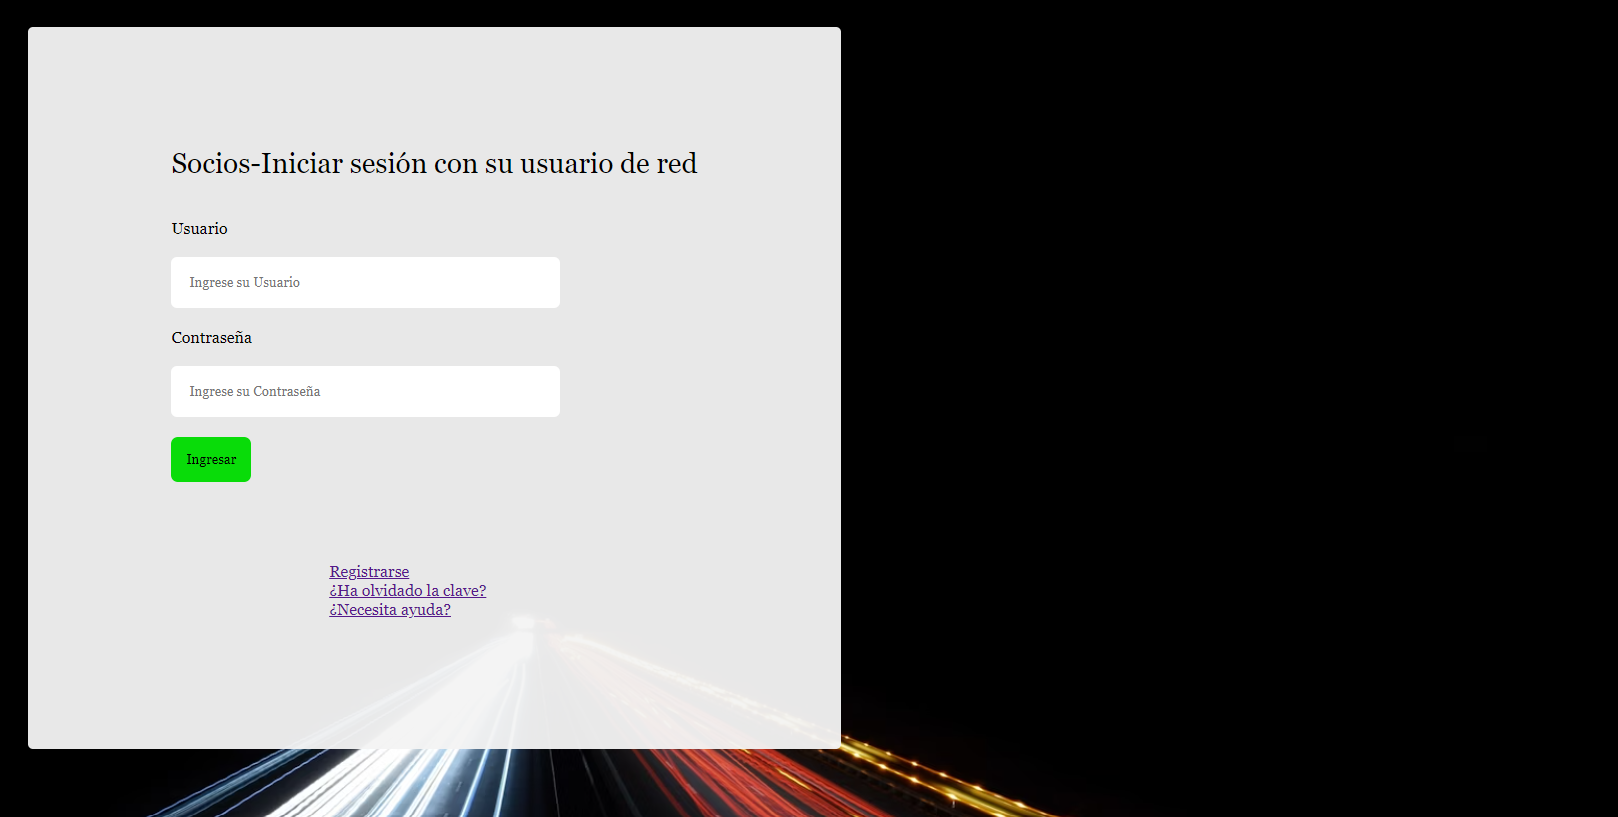 Socios-Iniciar sesión con su usuario de red
Usuario
Ingrese su Usuario
Contraseña
Ingrese su Contraseña
Ingresar
Registrarse
¿Ha olvidado la clave?
¿Necesita ayuda?